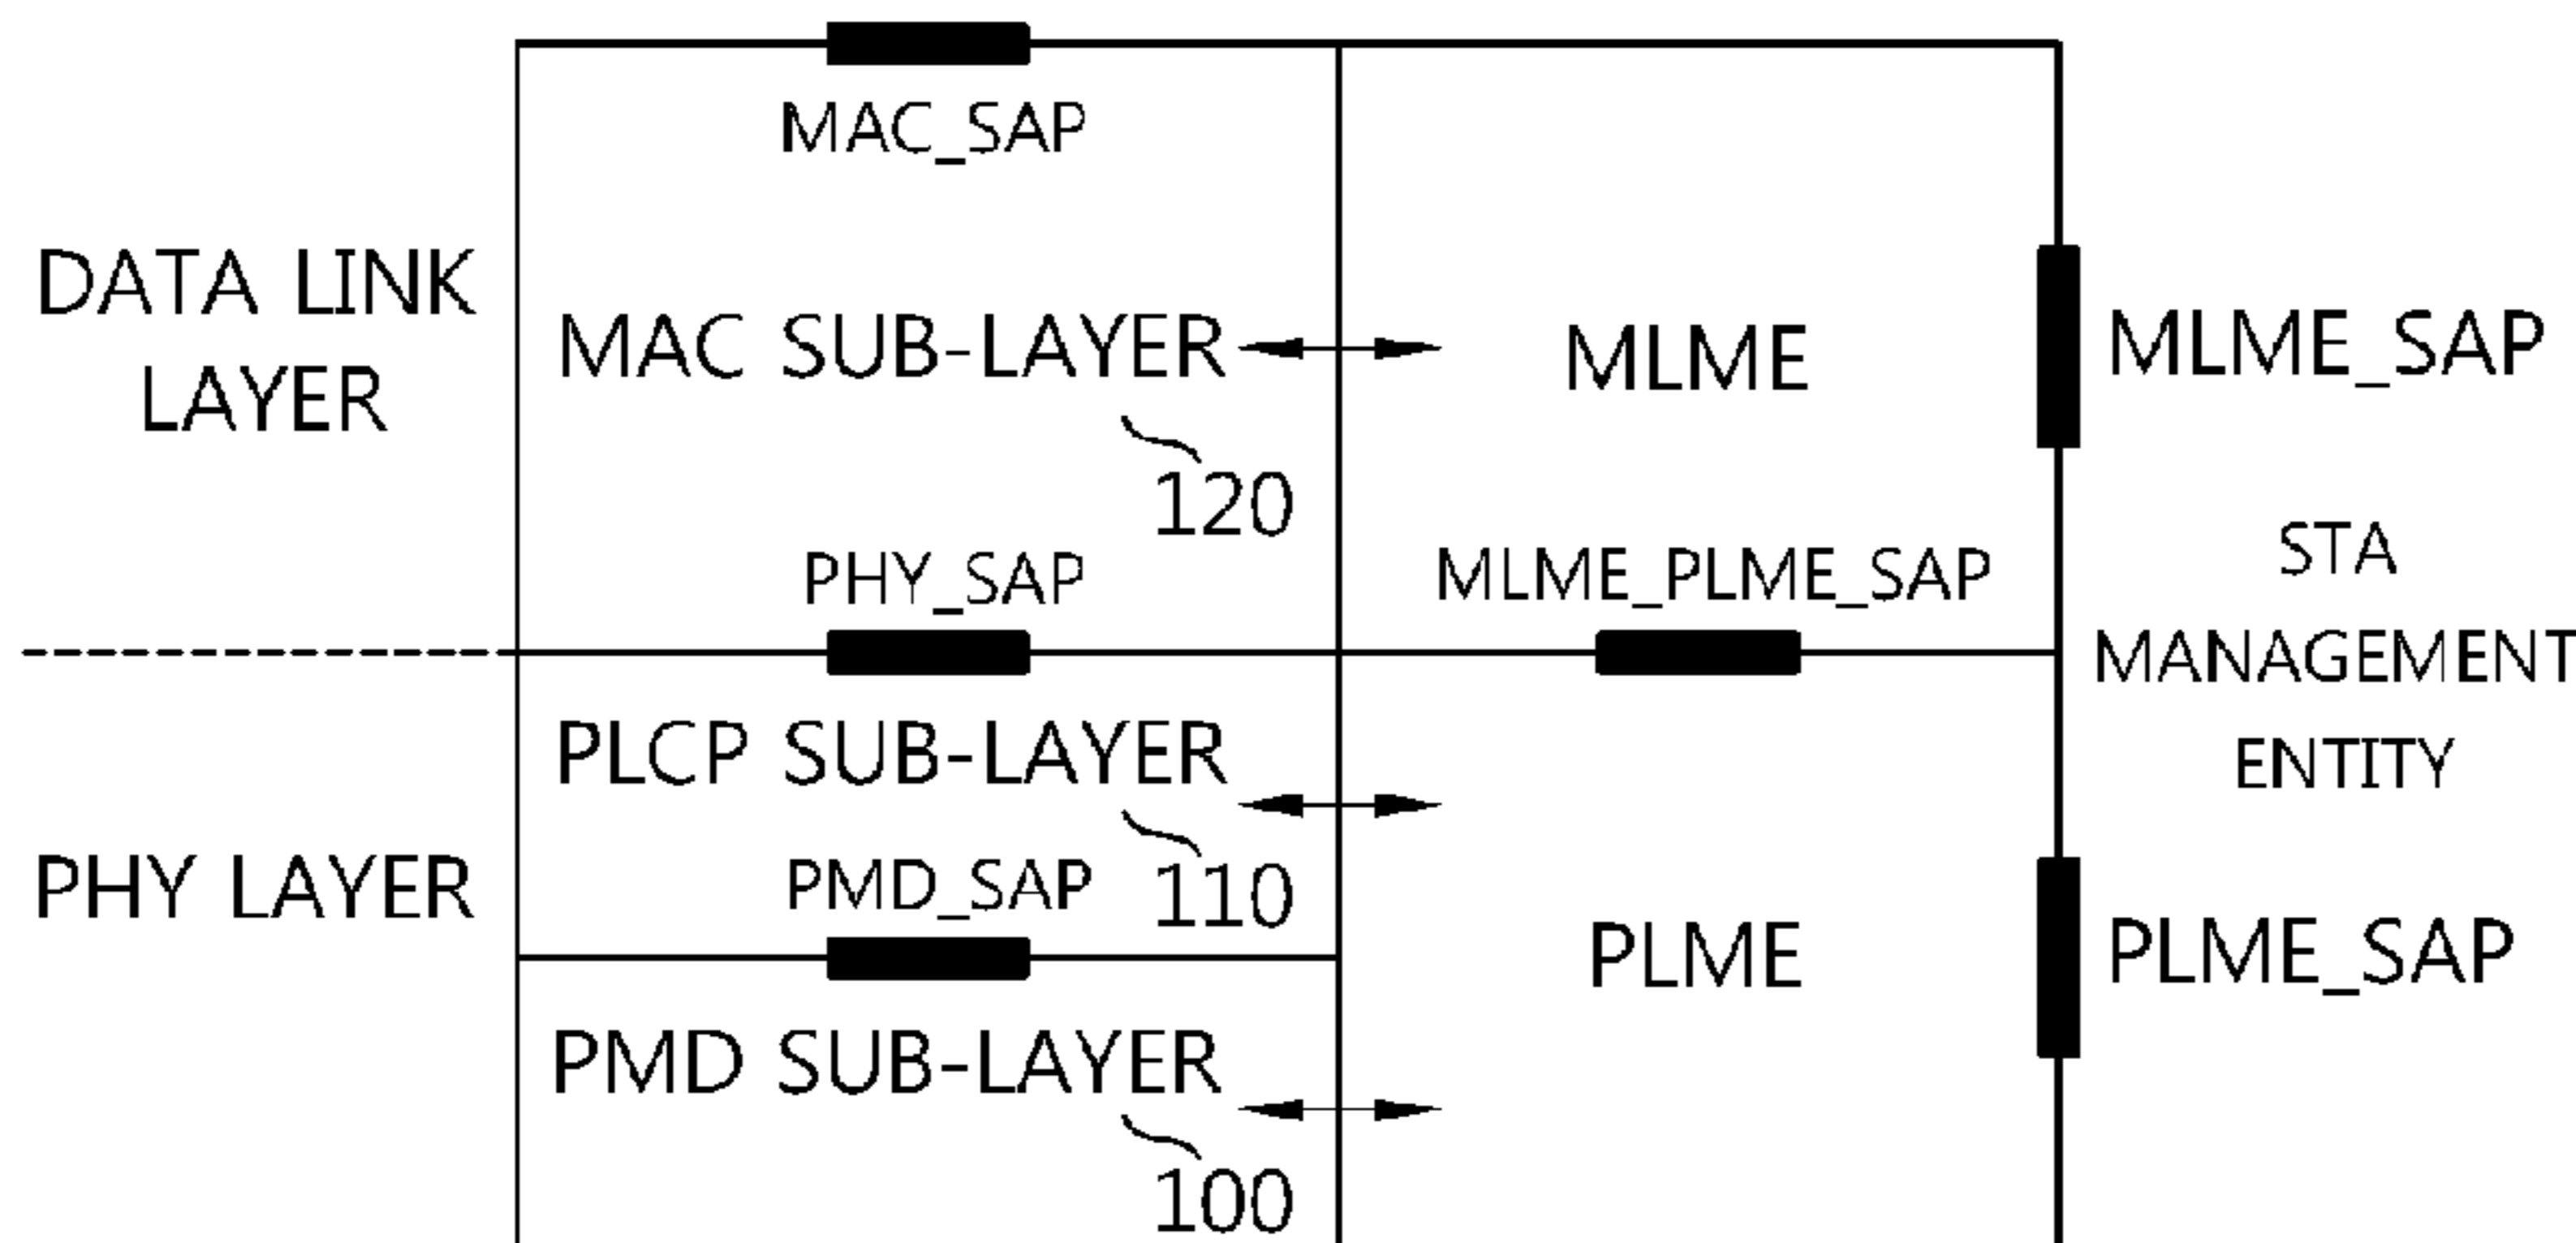 MAC_SAP
DATA LINK
LAYER
MAC SUB-LAYER
120
MLME
MLME_SAP
PHY_SAP
MLME_PLME_SAP
STA
MANAGEMENT
ENTITY
PLCP SUB-LAYER
110
PHY LAYER
PMD_SAP
PLME
PLME_SAP
PMD SUB-LAYER
100